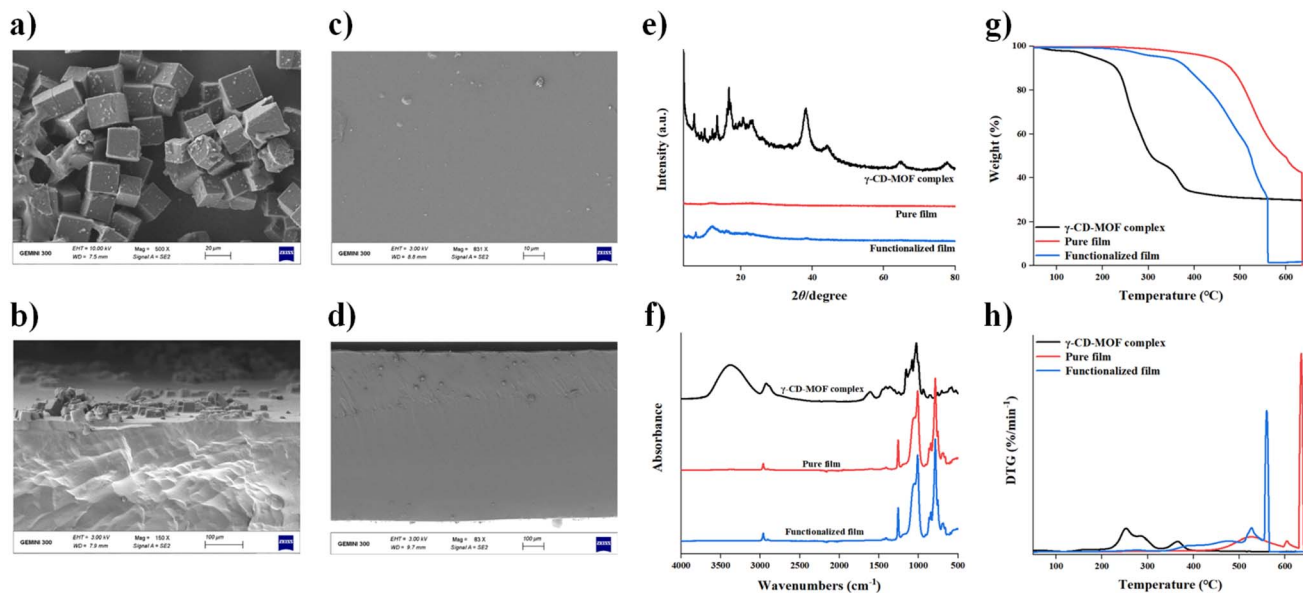 a)
EHT = 10.00 kV
Mag = 500 X
20 μm
GEMINI 300
WD = 7.5 mm
Signal A = SE2
ZEISS
c)
EHT = 3.00 kV
Mag = 831 X
10 μm
GEMINI 300
WD = 8.8 mm
Signal A = SE2
ZEISS
e)
Intensity (a.u.)
γ-CD-MOF complex
Pure film
Functionalized film
20 40 60 80
2θ/degree
g)
Weight (%)
100
80
60
40
20
0
γ-CD-MOF complex
Pure film
Functionalized film
100 200 300 400 500 600
Temperature (°C)
b)
EHT = 3.00 kV
Mag = 150 X
100 μm
GEMINI 300
WD = 7.9 mm
Signal A = SE2
ZEISS
d)
EHT = 3.00 kV
Mag = 83 X
100 μm
GEMINI 300
WD = 9.7 mm
Signal A = SE2
ZEISS
f)
Absorbance
γ-CD-MOF complex
Pure film
Functionalized film
4000 3500 3000 2500 2000 1500 1000 500
Wavenumbers (cm⁻¹)
h)
DTG (%/min⁻¹)
γ-CD-MOF complex
Pure film
Functionalized film
100 200 300 400 500 600
Temperature (°C)